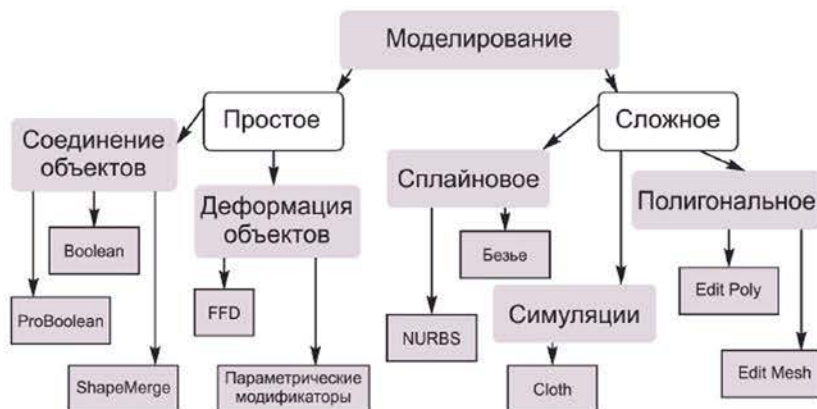 Моделирование
Простое
Сложное
Соединение
объектов
Сплайновое
Полигональное
Деформация
объектов
Boolean
Безье
Edit Poly
ProBoolean
FFD
NURBS
Симуляции
ShapeMerge
Параметрические
модификаторы
Cloth
Edit Mesh